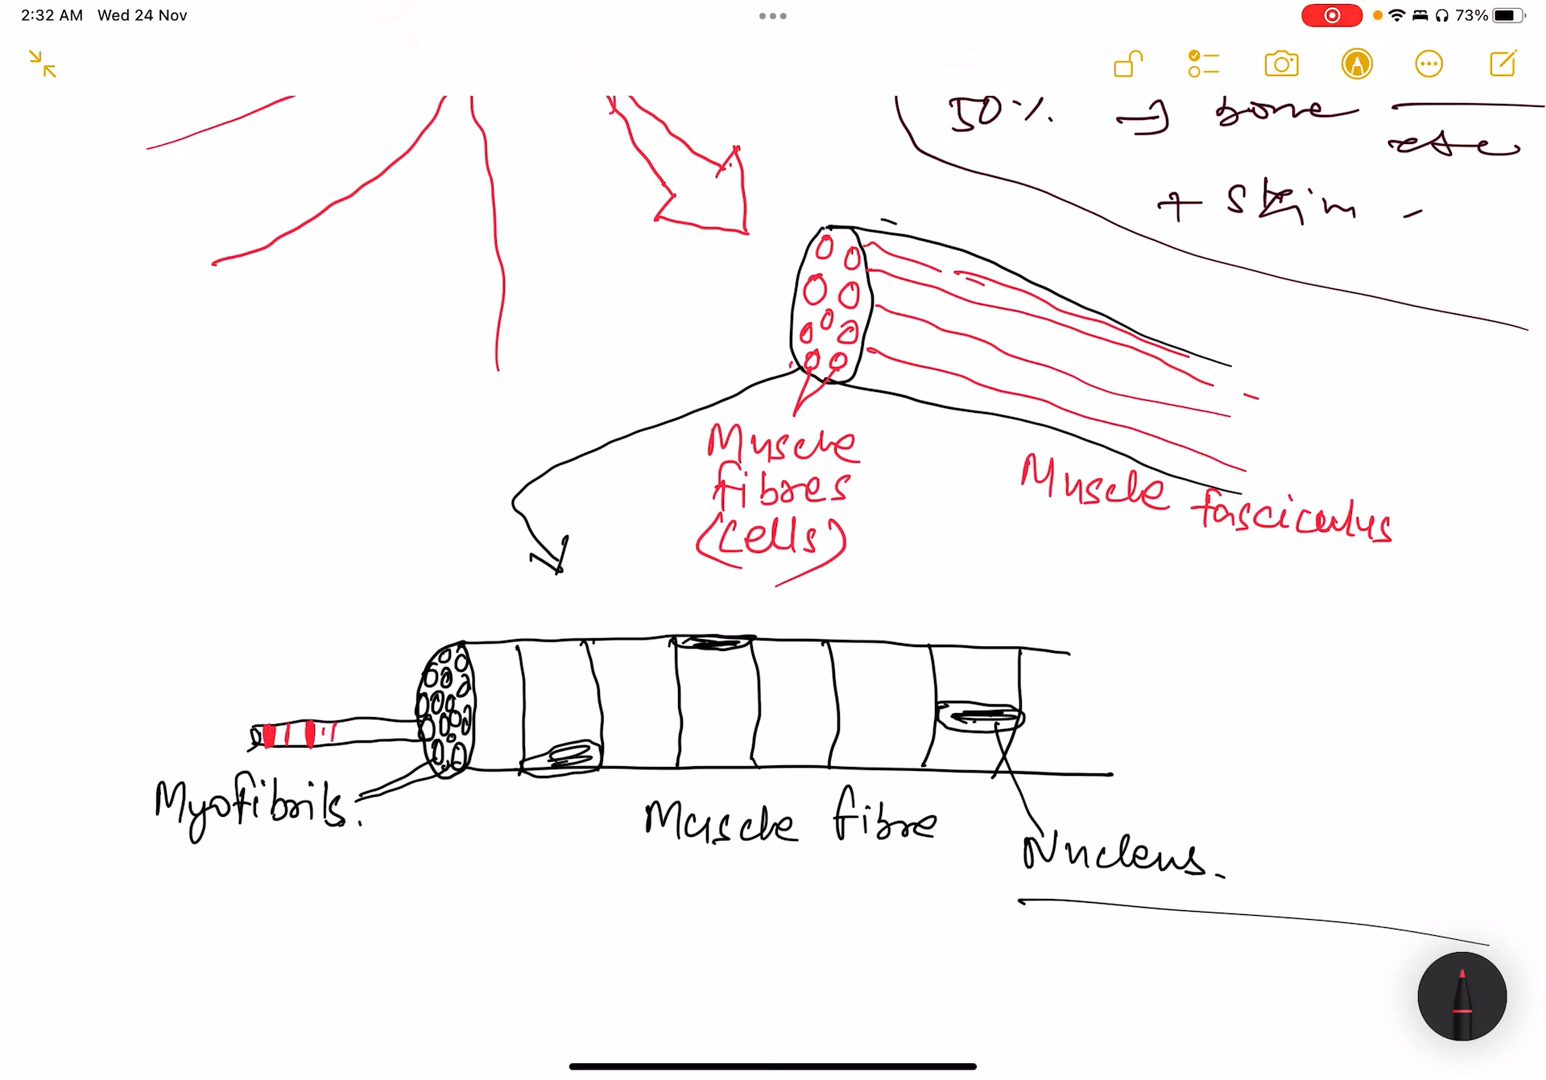 2:32 AM Wed 24 Nov
73%
50% → bone
etc
+ skin
Muscle
fibres
(cells)
Muscle fasciculus
Myofibrils.
Muscle fibre
Nucleus.